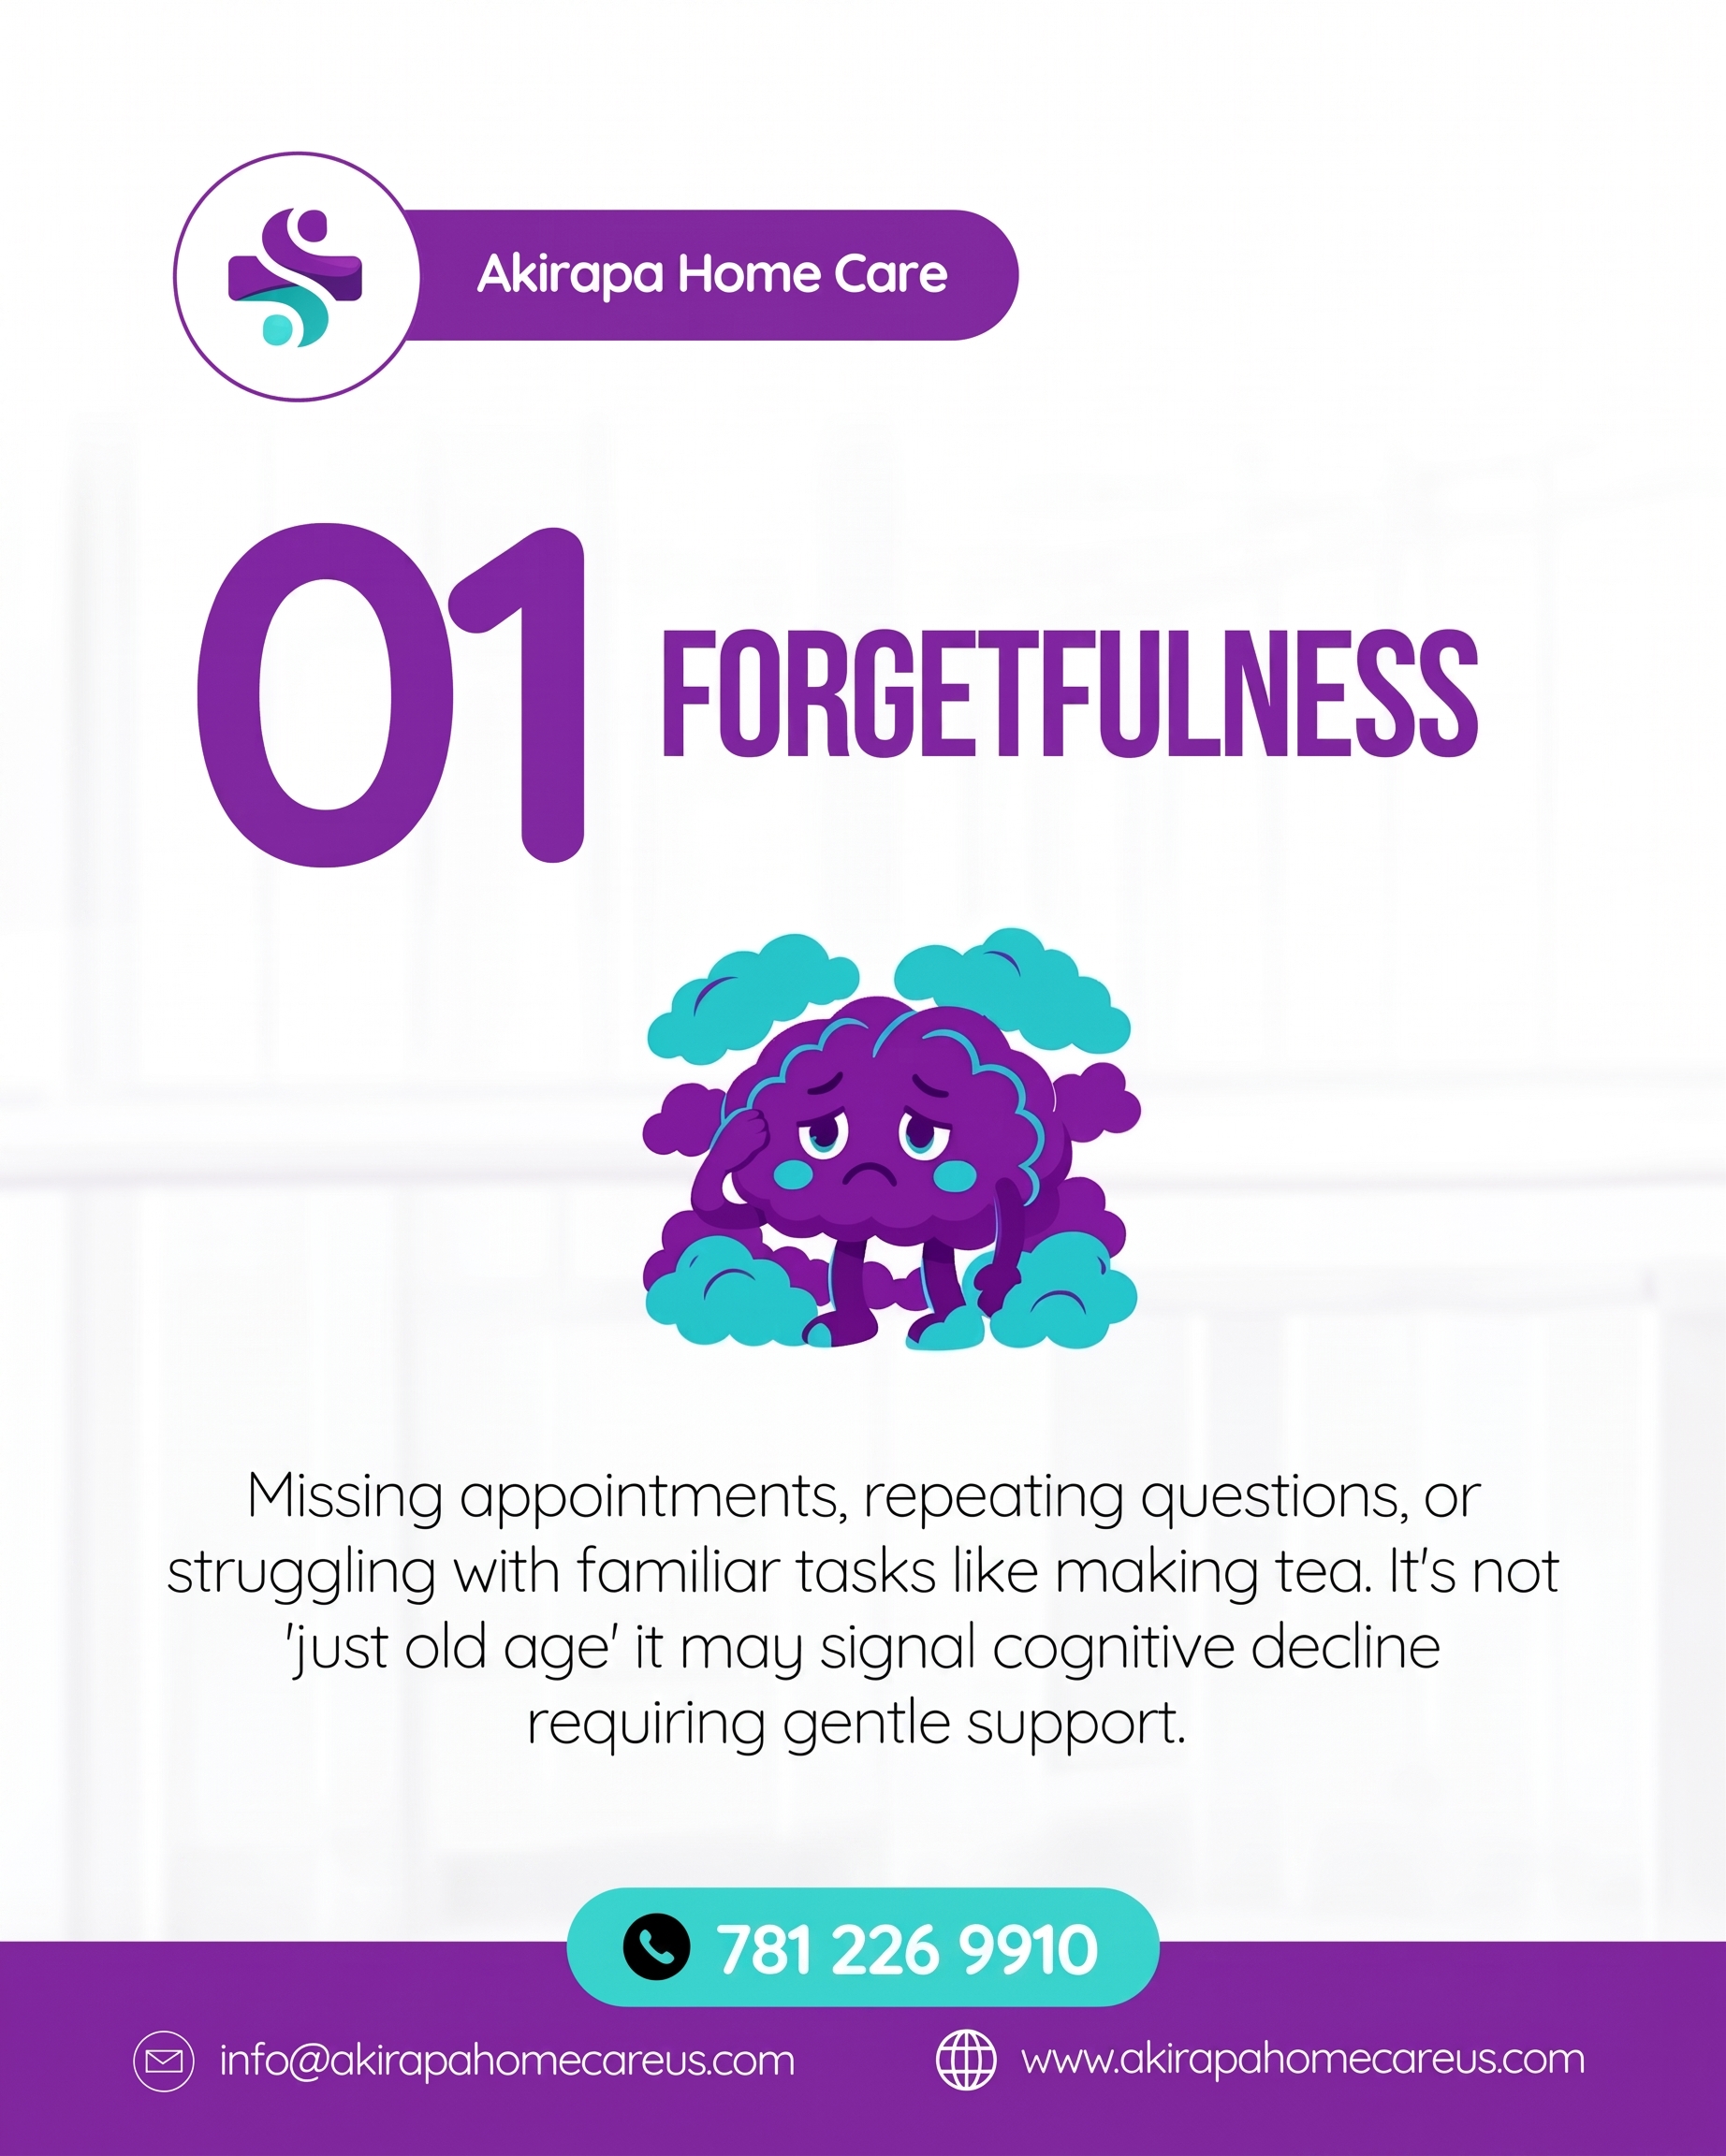 Akirapa Home Care
01
FORGETFULNESS
Missing appointments, repeating questions, or
struggling with familiar tasks like making tea. It's not
'just old age' it may signal cognitive decline
requiring gentle support.
781 226 9910
info@akirapahomecareus.com
www.akirapahomecareus.com